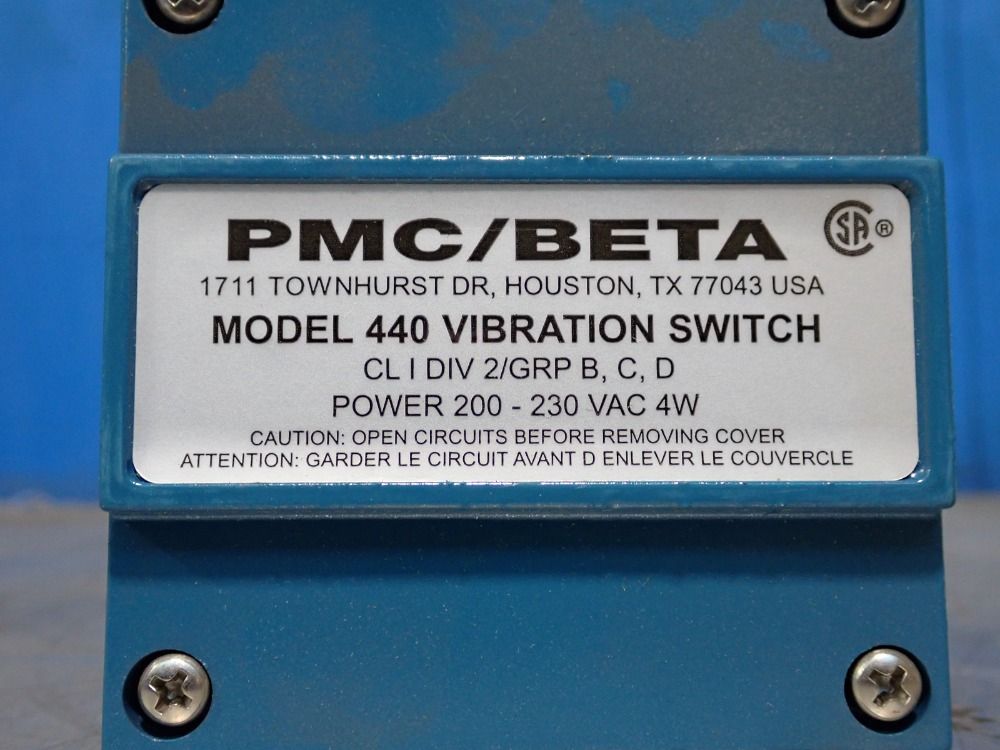 PMC/BETA
SA ®
1711 TOWNHURST DR, HOUSTON, TX 77043 USA
MODEL 440 VIBRATION SWITCH
CL I DIV 2/GRP B, C, D
POWER 200 - 230 VAC 4W
CAUTION: OPEN CIRCUITS BEFORE REMOVING COVER
ATTENTION: GARDER LE CIRCUIT AVANT D ENLEVER LE COUVERCLE